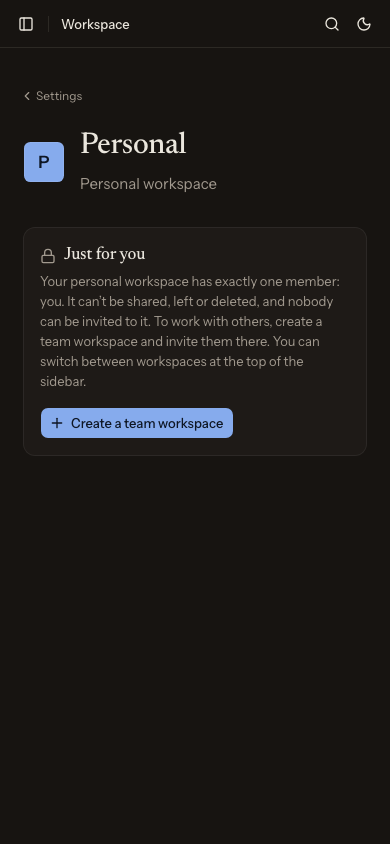 Workspace
Settings
P
Personal
Personal workspace
Just for you
Your personal workspace has exactly one member:
you. It can't be shared, left or deleted, and nobody
can be invited to it. To work with others, create a
team workspace and invite them there. You can
switch between workspaces at the top of the
sidebar.
Create a team workspace